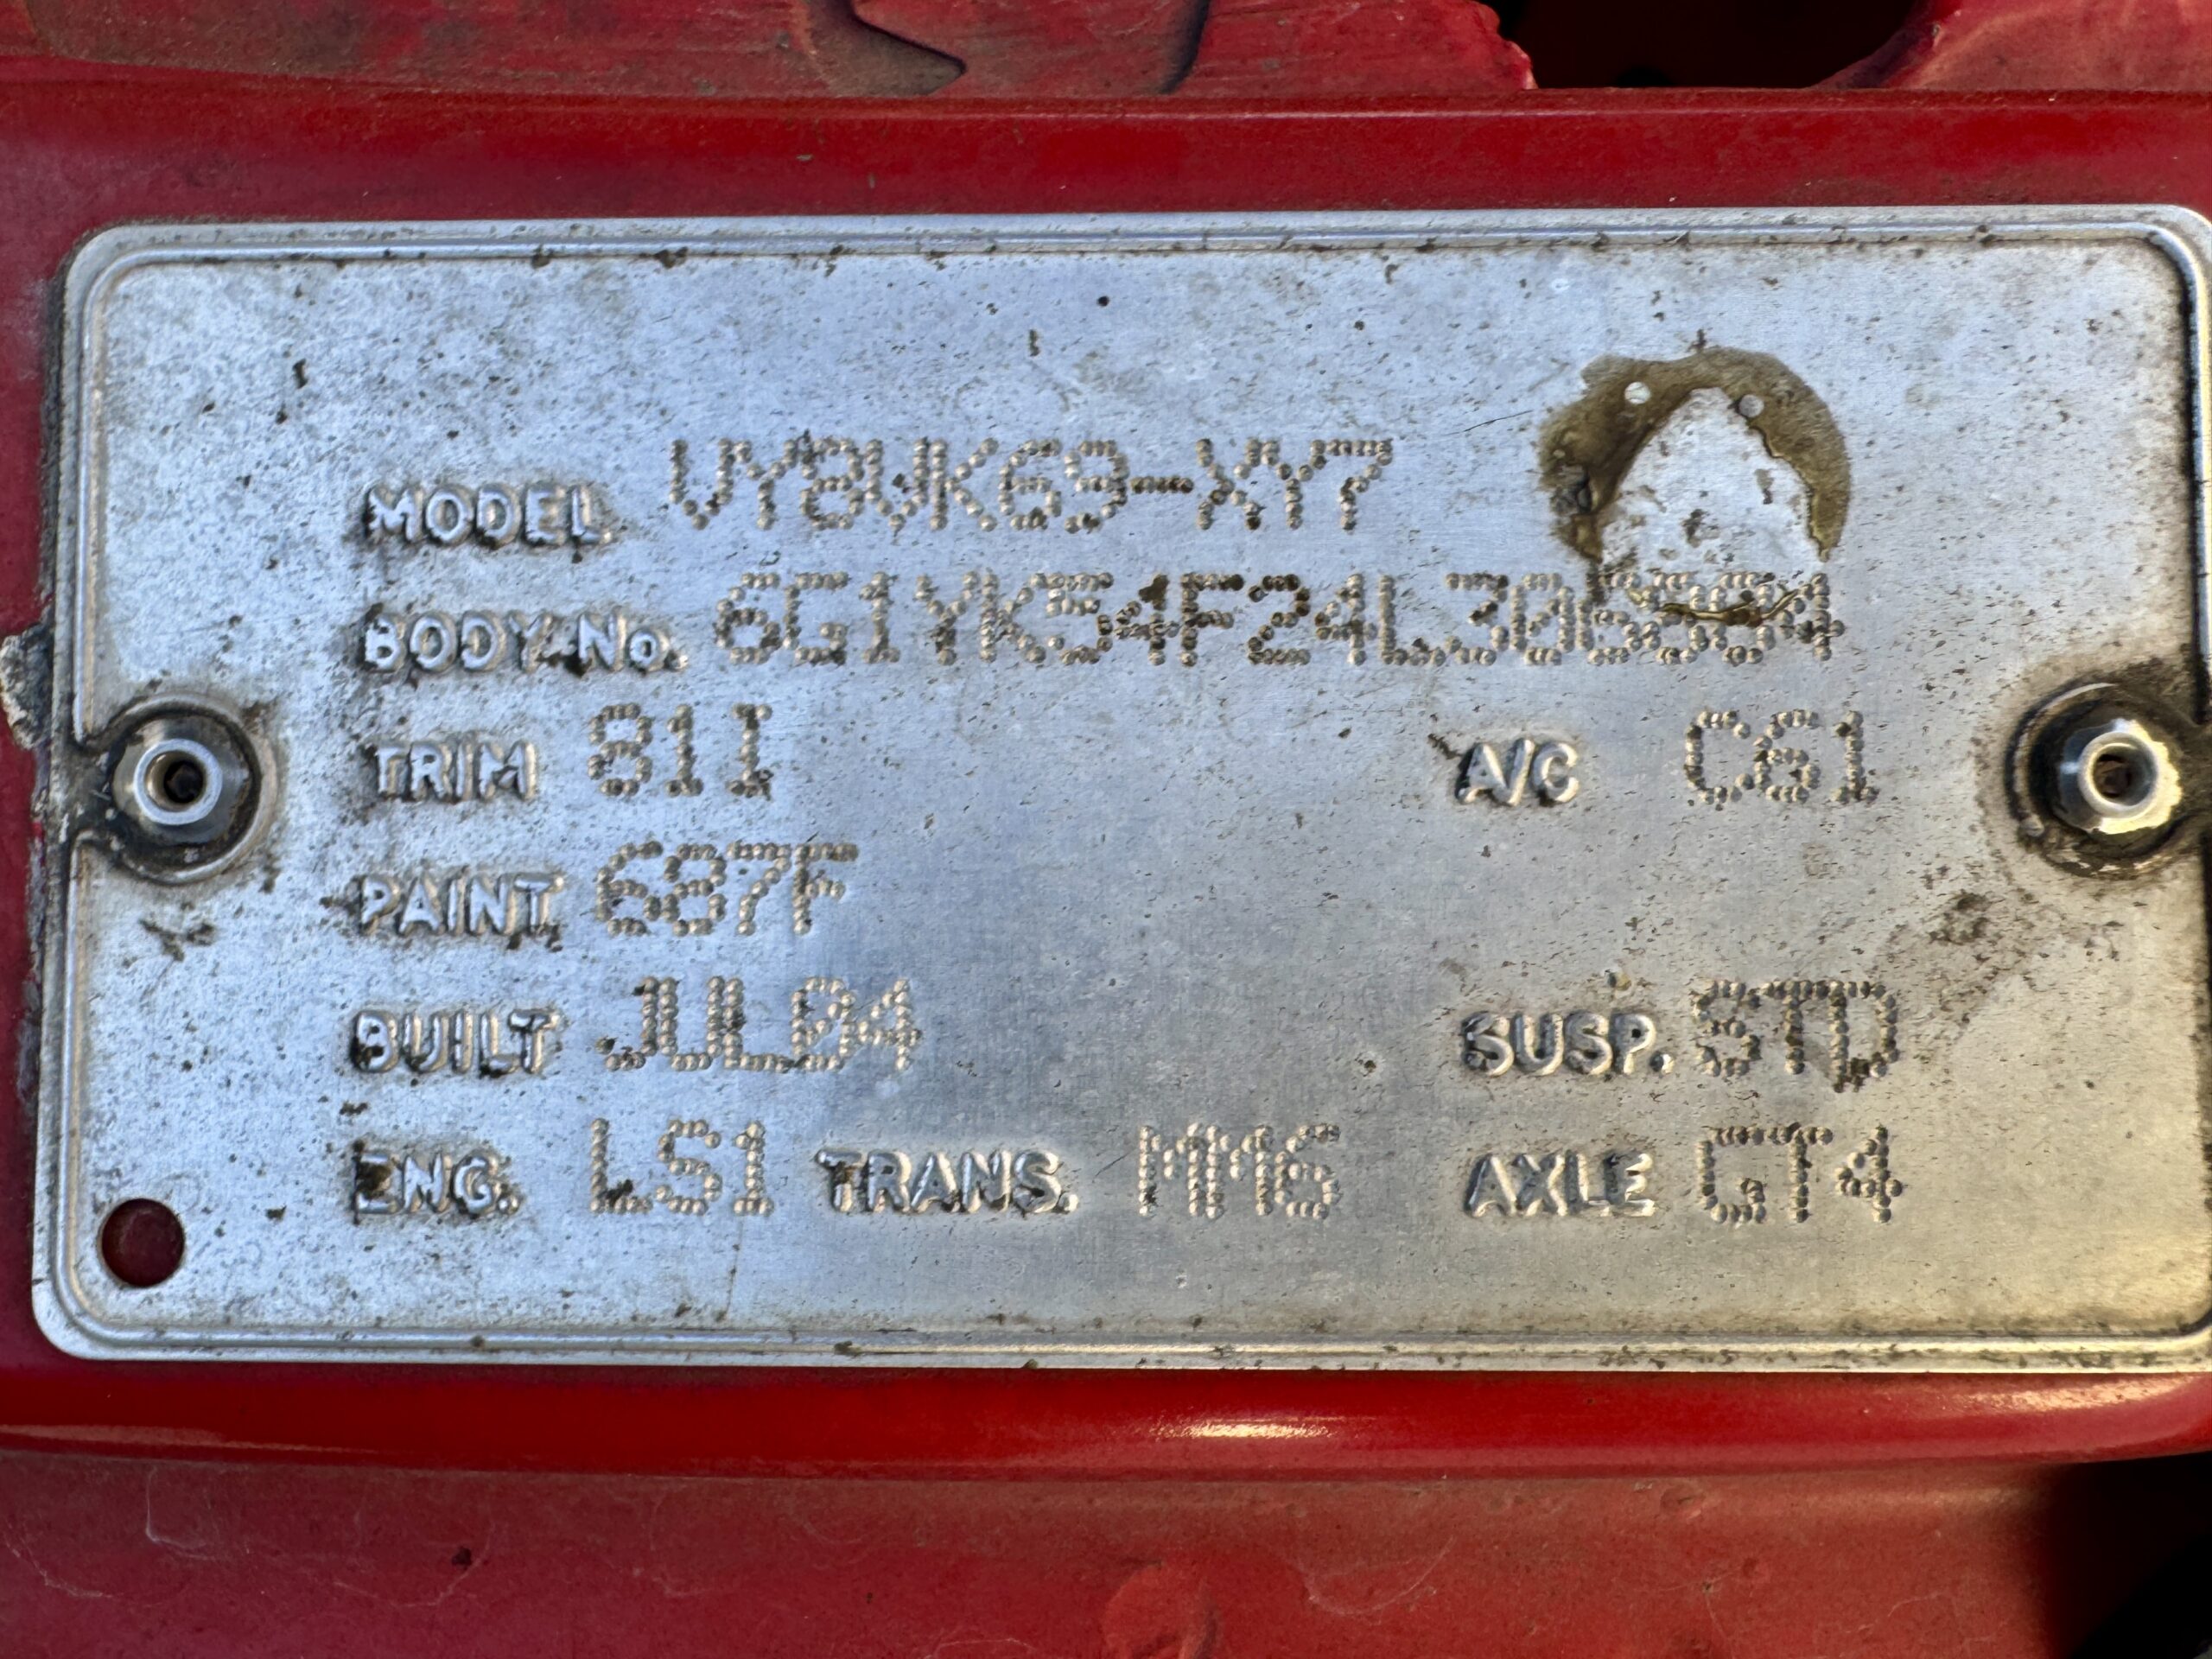 MODEL VY8VK69-XY7
BODY No.
TRIM 81I A/C C61
PAINT 687F
BUILT JUL04 SUSP. STD
ENG. LS1 TRANS. MM6 AXLE GT4